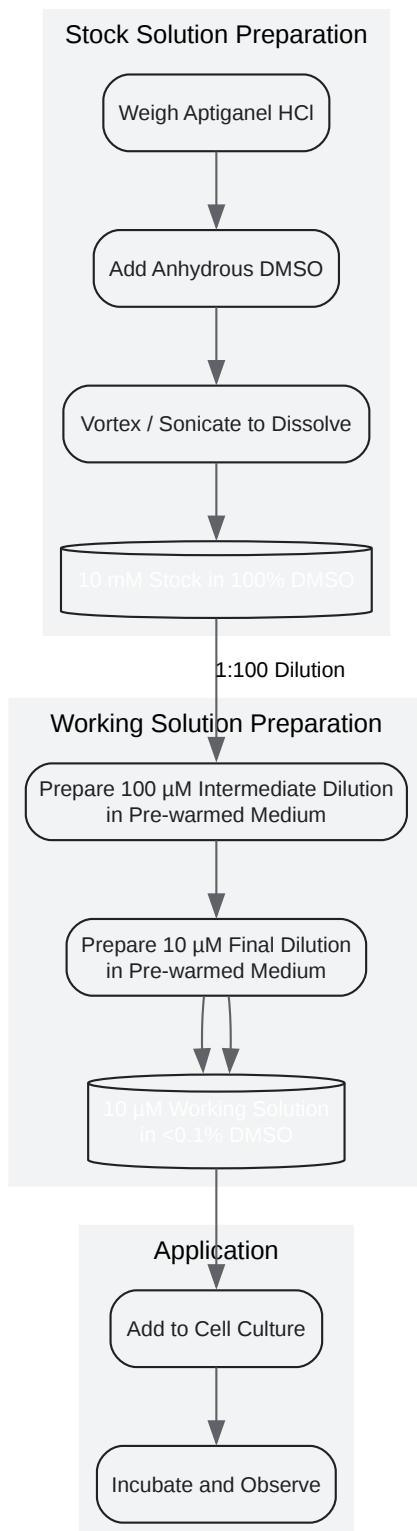 Stock Solution Preparation
Weigh Aptiganel HCl
Add Anhydrous DMSO
Vortex / Sonicate to Dissolve
10 mM Stock in 100% DMSO
1:100 Dilution
Working Solution Preparation
Prepare 100 µM Intermediate Dilution
in Pre-warmed Medium
Prepare 10 µM Final Dilution
in Pre-warmed Medium
10 µM Working Solution
in <0.1% DMSO
Application
Add to Cell Culture
Incubate and Observe